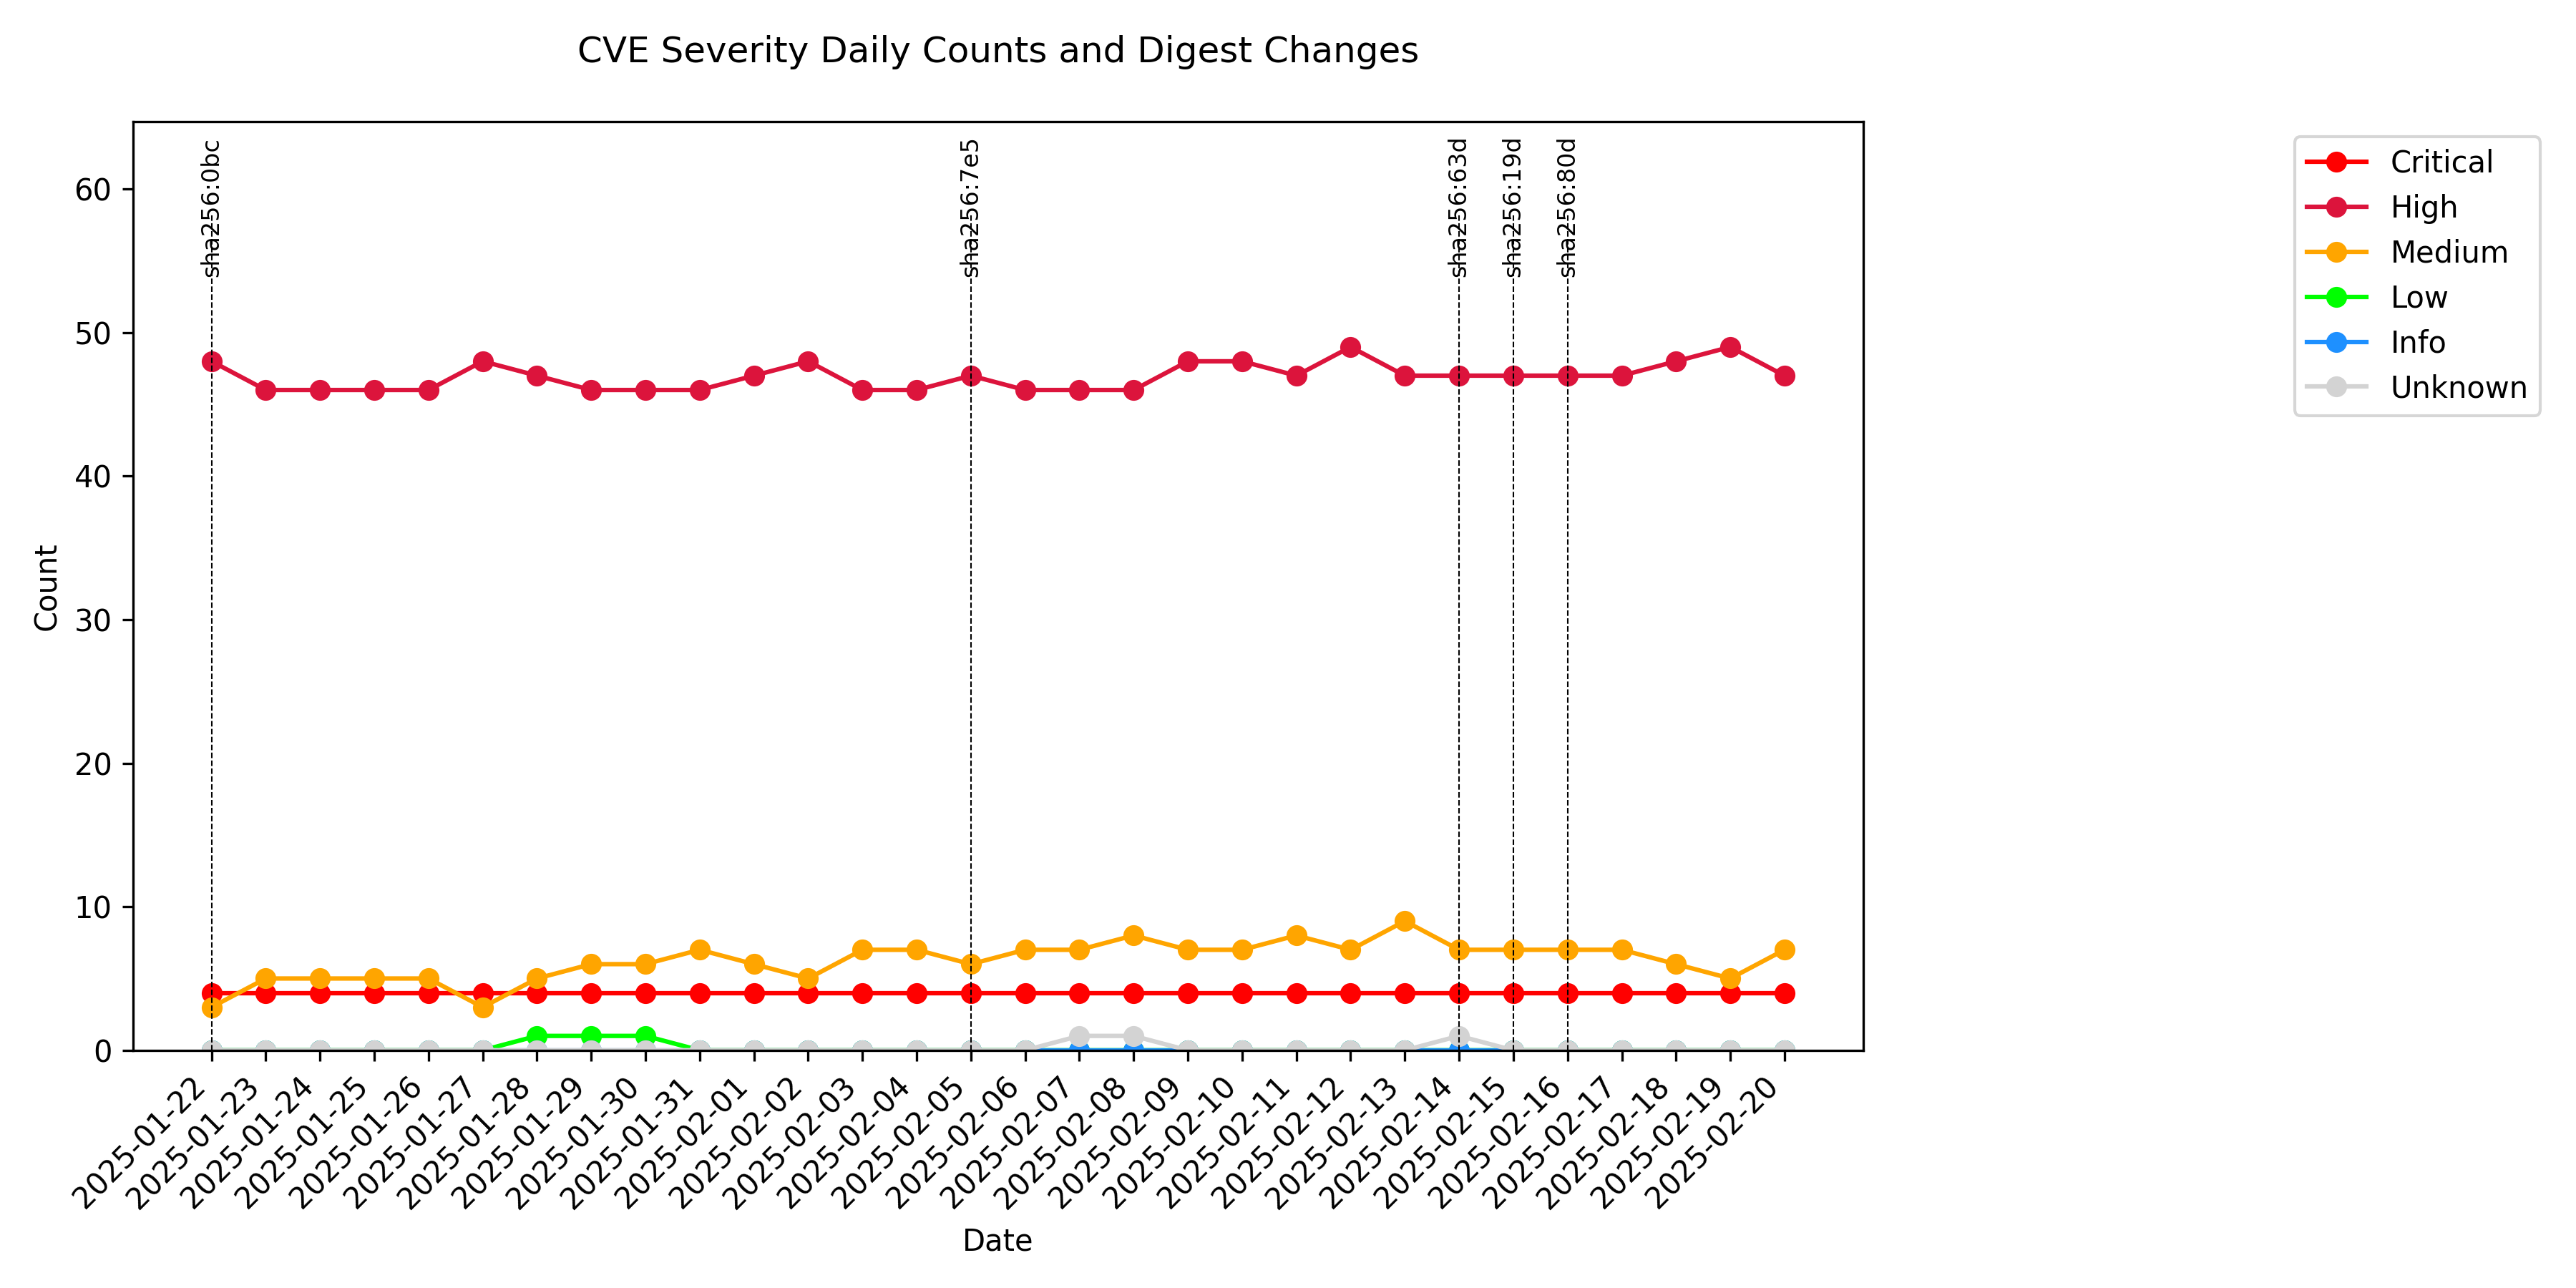 CVE Severity Daily Counts and Digest Changes
sha256:0bc
sha256:7e5
sha256:63d
sha256:19d
sha256:80d
Critical
High
Medium
Low
Info
Unknown
60
50
40
30
20
10
0
Count
2025-01-22
2025-01-23
2025-01-24
2025-01-25
2025-01-26
2025-01-27
2025-01-28
2025-01-29
2025-01-30
2025-01-31
2025-02-01
2025-02-02
2025-02-03
2025-02-04
2025-02-05
2025-02-06
2025-02-07
2025-02-08
2025-02-09
2025-02-10
2025-02-11
2025-02-12
2025-02-13
2025-02-14
2025-02-15
2025-02-16
2025-02-17
2025-02-18
2025-02-19
2025-02-20
Date